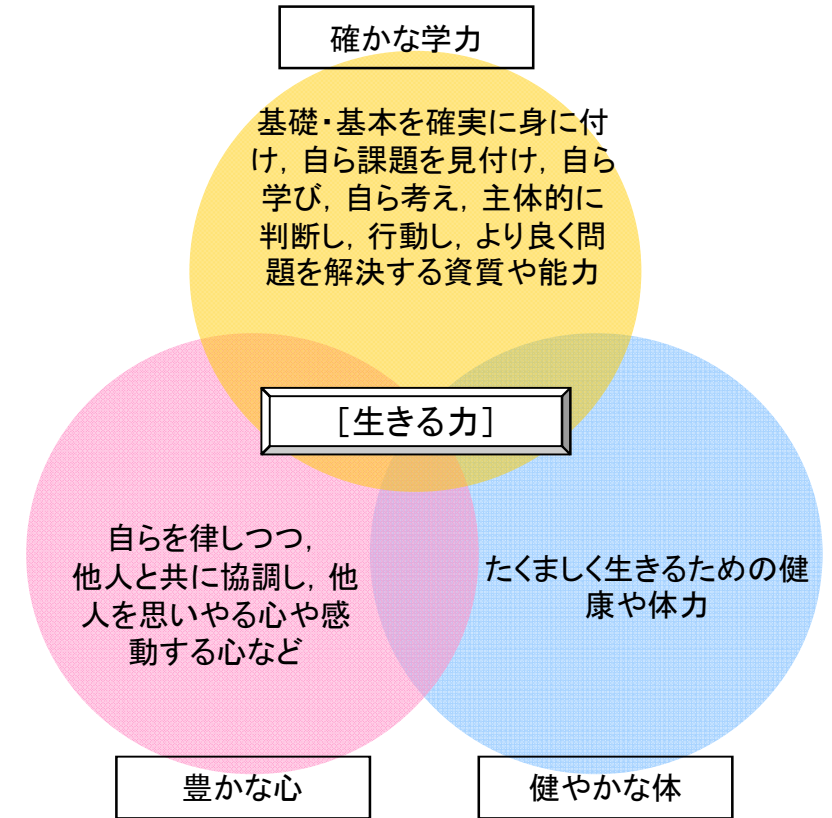 確かな学力
基礎・基本を確実に身に付
け，自ら課題を見付け，自ら
学び，自ら考え，主体的に
判断し，行動し，より良く問
題を解決する資質や能力
［生きる力］
自らを律しつつ，
他人と共に協調し，他
人を思いやる心や感
動する心など
たくましく生きるための健
康や体力
豊かな心
健やかな体